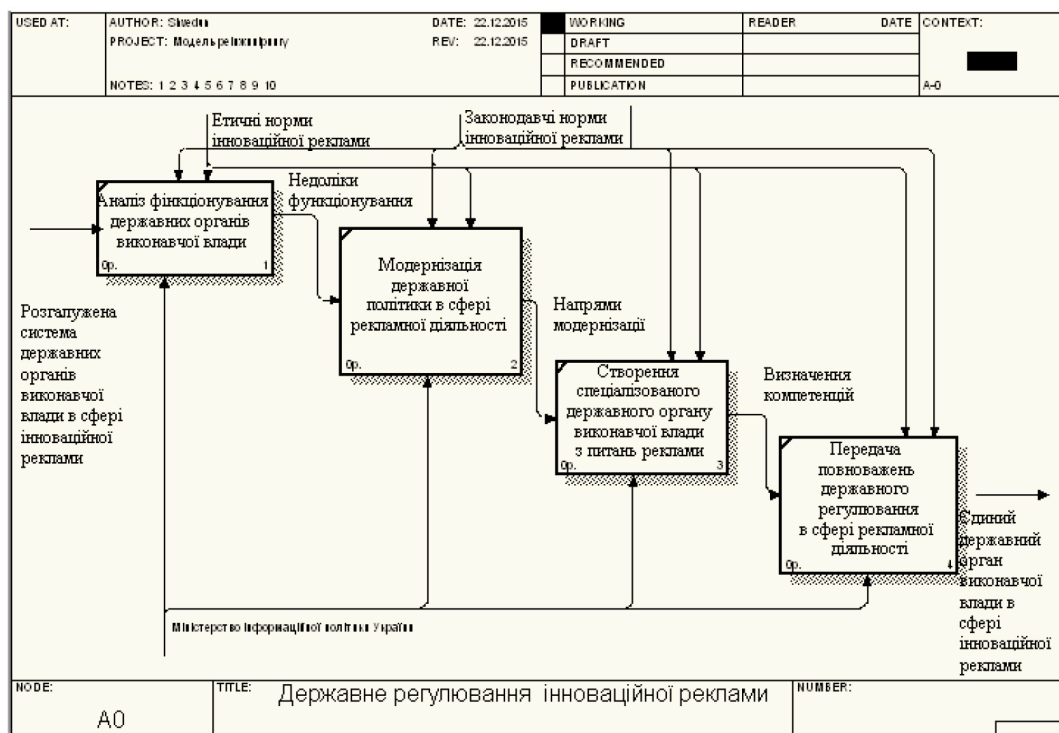 USED AT:
AUTHOR: Shvedun
DATE: 22.12.2015
WORKING
READER
DATE
CONTEXT:
PROJECT: Модель реінжинірингу
REV: 22.12.2015
DRAFT
RECOMMENDED
NOTES: 1 2 3 4 5 6 7 8 9 10
PUBLICATION
A-0
Етичні норми
інноваційної реклами
Законодавчі норми
інноваційної реклами
Аналіз фінкціонування
державних органів
виконавчої влади
0р.
1
Недоліки
функціонування
Модернізація
державної
політики в сфері
рекламної діяльності
0р.
2
Напрями
модернізації
Розгалужена
система
державних
органів
виконавчої
влади в сфері
інноваційної
реклами
Створення
спеціалізованого
державного органу
виконавчої влади
з питань реклами
0р.
3
Визначення
компетенцій
Передача
повноважень
державного
регулювання
в сфері рекламної
діяльності
0р.
4
Єдиний
державний
орган
виконавчої
влади в
сфері
інноваційної
реклами
Міністерство інформаційної політики України
NODE:
A0
TITLE:
Державне регулювання інноваційної реклами
NUMBER: